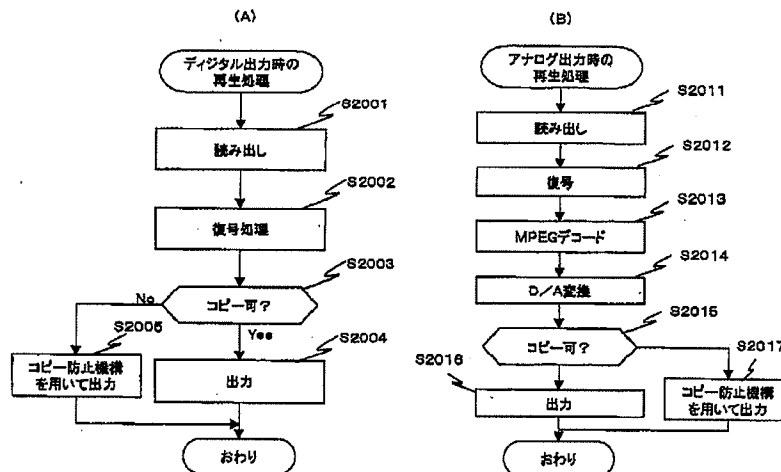 (A)
ディジタル出力時の
再生処理
S2001
読み出し
S2002
復号処理
S2003
コピー可?
No
Yes
S2005
コピー防止機構
を用いて出力
S2004
出力
おわり
(B)
アナログ出力時の
再生処理
S2011
読み出し
S2012
復号
S2013
MPEGデコード
S2014
D/A変換
S2015
コピー可?
S2016
出力
S2017
コピー防止機構
を用いて出力
おわり